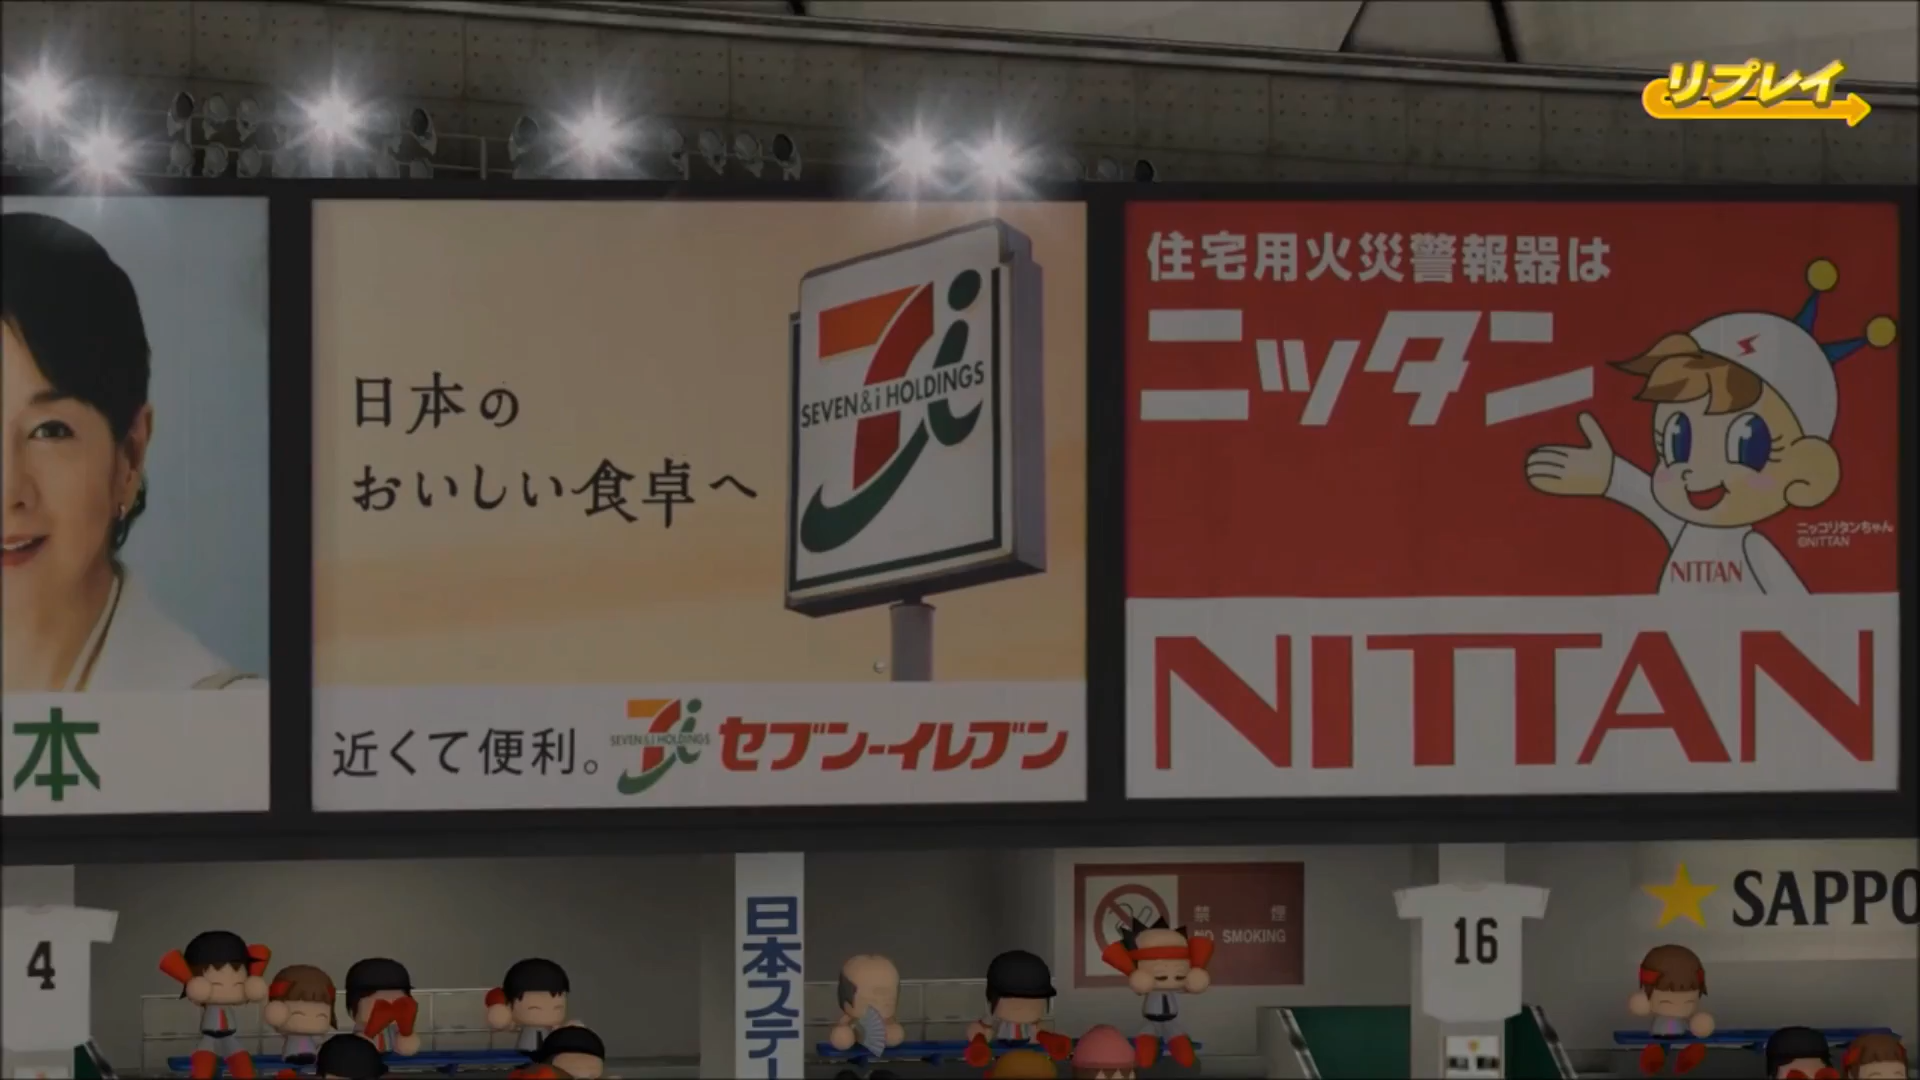 リプレイ
本
日本の
おいしい食卓へ
SEVEN&i HOLDINGS
近くて便利。
SEVEN&i HOLDINGS
セブン-イレブン
住宅用火災警報器は
ニッタン
ニッコリタンちゃん
©NITTAN
NITTAN
NITTAN
4
日本ステー
禁煙
NO SMOKING
16
SAPPO